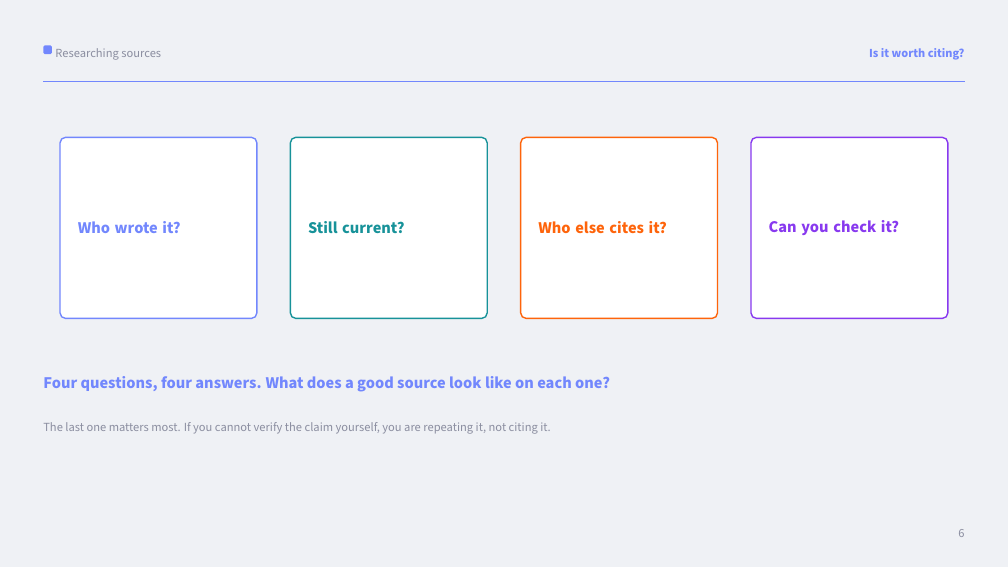 Researching sources
Is it worth citing?
Who wrote it?
Still current?
Who else cites it?
Can you check it?
Four questions, four answers. What does a good source look like on each one?
The last one matters most. If you cannot verify the claim yourself, you are repeating it, not citing it.
6